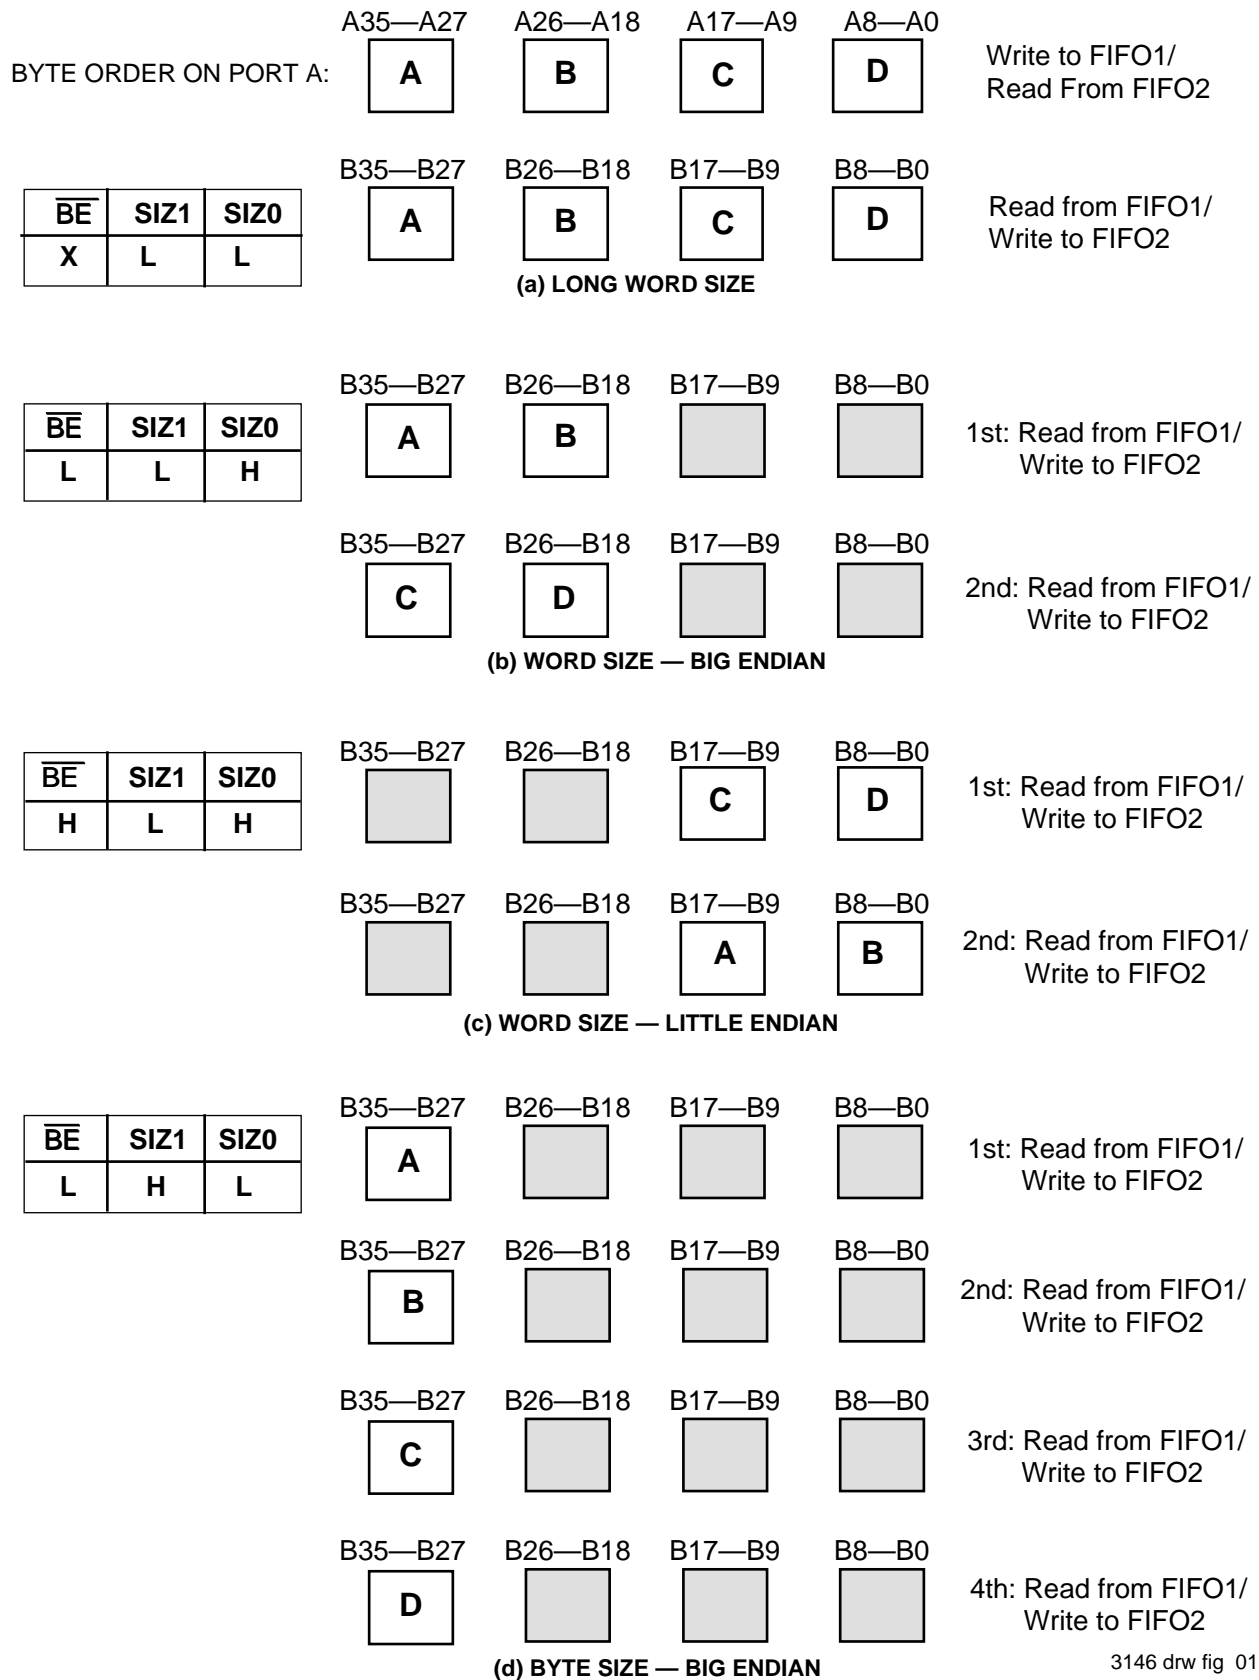 A35—A27 A26—A18 A17—A9 A8—A0
BYTE ORDER ON PORT A: A B C D Write to FIFO1/
Read From FIFO2
B35—B27 B26—B18 B17—B9 B8—B0
BE SIZ1 SIZ0 A B C D Read from FIFO1/
X L L Write to FIFO2
(a) LONG WORD SIZE
B35—B27 B26—B18 B17—B9 B8—B0
BE SIZ1 SIZ0 A B 1st: Read from FIFO1/
L L H Write to FIFO2
B35—B27 B26—B18 B17—B9 B8—B0
C D 2nd: Read from FIFO1/
Write to FIFO2
(b) WORD SIZE — BIG ENDIAN
B35—B27 B26—B18 B17—B9 B8—B0
BE SIZ1 SIZ0 C D 1st: Read from FIFO1/
H L H Write to FIFO2
B35—B27 B26—B18 B17—B9 B8—B0
A B 2nd: Read from FIFO1/
Write to FIFO2
(c) WORD SIZE — LITTLE ENDIAN
B35—B27 B26—B18 B17—B9 B8—B0
BE SIZ1 SIZ0 A 1st: Read from FIFO1/
L H L Write to FIFO2
B35—B27 B26—B18 B17—B9 B8—B0
B 2nd: Read from FIFO1/
Write to FIFO2
B35—B27 B26—B18 B17—B9 B8—B0
C 3rd: Read from FIFO1/
Write to FIFO2
B35—B27 B26—B18 B17—B9 B8—B0
D 4th: Read from FIFO1/
Write to FIFO2
(d) BYTE SIZE — BIG ENDIAN
3146 drw fig 01